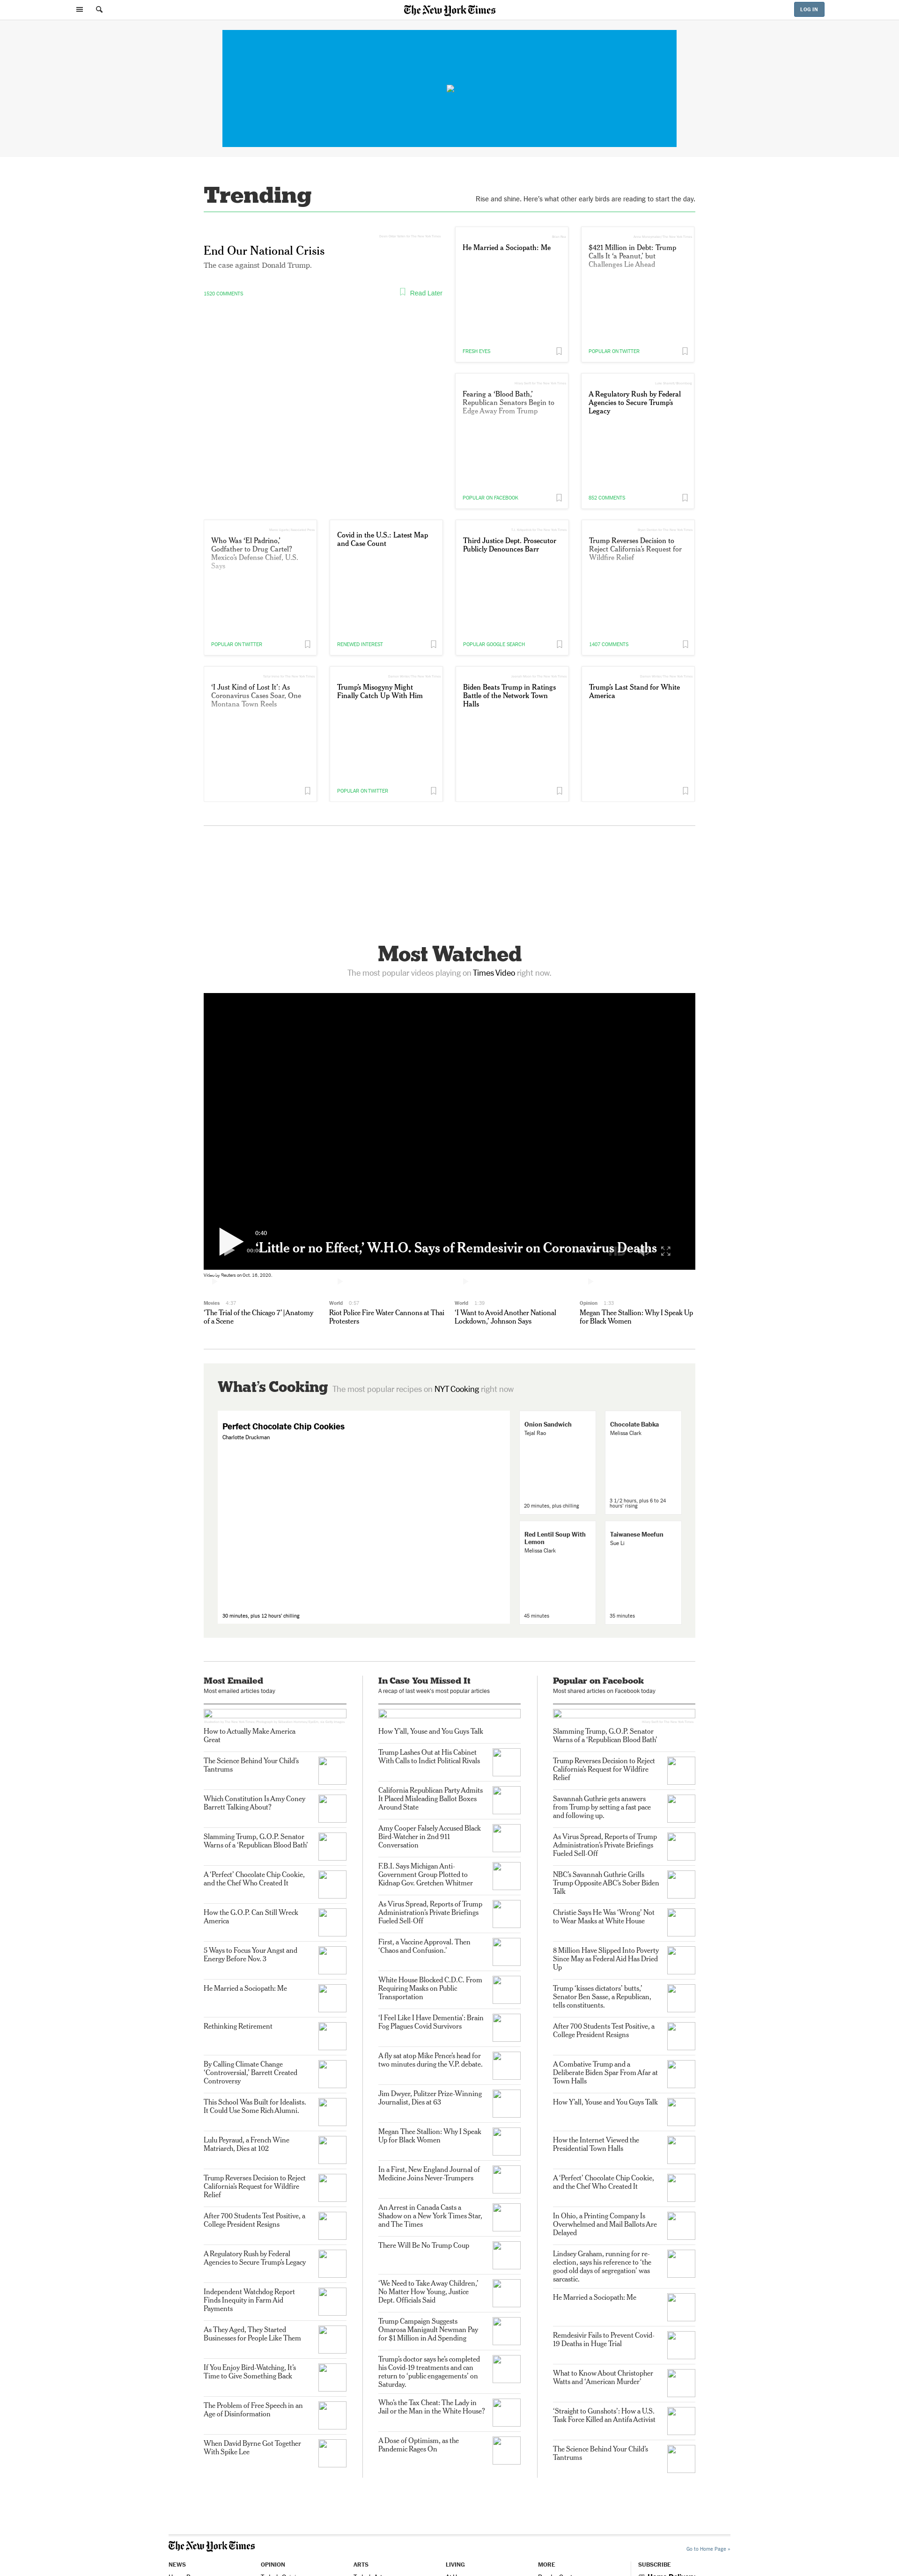 The New York Times
LOG IN
Trending
Rise and shine. Here's what other early birds are reading to start the day.
End Our National Crisis
The case against Donald Trump.
1520 COMMENTS
Read Later
He Married a Sociopath: Me
FRESH EYES
$421 Million in Debt: Trump
Calls It ‘a Peanut,’ but
Challenges Lie Ahead
POPULAR ON TWITTER
Fearing a ‘Blood Bath,’
Republican Senators Begin to
Edge Away From Trump
POPULAR ON FACEBOOK
A Regulatory Rush by Federal
Agencies to Secure Trump’s
Legacy
852 COMMENTS
Who Was ‘El Padrino,’
Godfather to Drug Cartel?
Mexico’s Defense Chief, U.S.
Says
POPULAR ON TWITTER
Covid in the U.S.: Latest Map
and Case Count
RENEWED INTEREST
Third Justice Dept. Prosecutor
Publicly Denounces Barr
POPULAR GOOGLE SEARCH
Trump Reverses Decision to
Reject California’s Request for
Wildfire Relief
1407 COMMENTS
‘I Just Kind of Lost It’: As
Coronavirus Cases Soar, One
Montana Town Reels
Trump’s Misogyny Might
Finally Catch Up With Him
POPULAR ON TWITTER
Biden Beats Trump in Ratings
Battle of the Network Town
Halls
Trump’s Last Stand for White
America
Most Watched
The most popular videos playing on Times Video right now.
0:40
‘Little or no Effect,’ W.H.O. Says of Remdesivir on Coronavirus Deaths
Reuters on Oct. 16, 2020.
Movies 4:37
‘The Trial of the Chicago 7’ | Anatomy
of a Scene
World 0:37
Riot Police Fire Water Cannons at Thai
Protesters
World 1:39
'I Want to Avoid Another National
Lockdown,' Johnson Says
Opinion 1:35
Megan Thee Stallion: Why I Speak Up
for Black Women
What’s Cooking The most popular recipes on NYT Cooking right now
Perfect Chocolate Chip Cookies
Charlotte Druckman
30 minutes, plus 12 hours' chilling
Onion Sandwich
Tejal Rao
20 minutes, plus chilling
Chocolate Babka
Melissa Clark
3 1/2 hours, plus 6 to 24
hours' rising
Red Lentil Soup With
Lemon
Melissa Clark
45 minutes
Taiwanese Meefun
Sue Li
35 minutes
Most Emailed
Most emailed articles today
How to Actually Make America
Great
The Science Behind Your Child’s
Tantrums
Which Constitution Is Amy Coney
Barrett Talking About?
Slamming Trump, G.O.P. Senator
Warns of a ‘Republican Blood Bath’
A ‘Perfect’ Chocolate Chip Cookie,
and the Chef Who Created It
How the G.O.P. Can Still Wreck
America
5 Ways to Focus Your Angst and
Energy Before Nov. 3
He Married a Sociopath: Me
Rethinking Retirement
By Calling Climate Change
‘Controversial,’ Barrett Created
Controversy
This School Was Built for Idealists.
It Could Use Some Rich Alumni.
Lulu Peyraud, a French Wine
Matriarch, Dies at 102
Trump Reverses Decision to Reject
California’s Request for Wildfire
Relief
After 700 Students Test Positive, a
College President Resigns
A Regulatory Rush by Federal
Agencies to Secure Trump’s Legacy
Independent Watchdog Report
Finds Inequity in Farm Aid
Payments
As They Aged, They Started
Businesses for People Like Them
If You Enjoy Bird-Watching, It’s
Time to Give Something Back
The Problem of Free Speech in an
Age of Disinformation
When David Byrne Got Together
With Spike Lee
In Case You Missed It
A recap of last week's most popular articles
How Y’all, Youse and You Guys Talk
Trump Lashes Out at His Cabinet
With Calls to Indict Political Rivals
California Republican Party Admits
It Placed Misleading Ballot Boxes
Around State
Amy Cooper Falsely Accused Black
Bird-Watcher in 2nd 911
Conversation
F.B.I. Says Michigan Anti-
Government Group Plotted to
Kidnap Gov. Gretchen Whitmer
As Virus Spread, Reports of Trump
Administration’s Private Briefings
Fueled Sell-Off
First, a Vaccine Approval. Then
‘Chaos and Confusion.’
White House Blocked C.D.C. From
Requiring Masks on Public
Transportation
‘I Feel Like I Have Dementia’: Brain
Fog Plagues Covid Survivors
A fly sat atop Mike Pence’s head for
two minutes during the V.P. debate.
Jim Dwyer, Pulitzer Prize-Winning
Journalist, Dies at 63
Megan Thee Stallion: Why I Speak
Up for Black Women
In a First, New England Journal of
Medicine Joins Never-Trumpers
An Arrest in Canada Casts a
Shadow on a New York Times Star,
and The Times
There Will Be No Trump Coup
‘We Need to Take Away Children,’
No Matter How Young, Justice
Dept. Officials Said
Trump Campaign Suggests
Omarosa Manigault Newman Pay
for $1 Million in Ad Spending
Trump’s doctor says he’s completed
his Covid-19 treatments and can
return to ‘public engagements’ on
Saturday.
Who’s the Tax Cheat: The Lady in
Jail or the Man in the White House?
A Dose of Optimism, as the
Pandemic Rages On
Popular on Facebook
Most shared articles on Facebook today
Slamming Trump, G.O.P. Senator
Warns of a ‘Republican Blood Bath’
Trump Reverses Decision to Reject
California’s Request for Wildfire
Relief
Savannah Guthrie gets answers
from Trump by setting a fast pace
and following up.
As Virus Spread, Reports of Trump
Administration’s Private Briefings
Fueled Sell-Off
NBC’s Savannah Guthrie Grills
Trump Opposite ABC’s Sober Biden
Talk
Christie Says He Was ‘Wrong’ Not
to Wear Masks at White House
8 Million Have Slipped Into Poverty
Since May as Federal Aid Has Dried
Up
Trump ‘kisses dictators’ butts,’
Senator Ben Sasse, a Republican,
tells constituents.
After 700 Students Test Positive, a
College President Resigns
A Combative Trump and a
Deliberate Biden Spar From Afar at
Town Halls
How Y’all, Youse and You Guys Talk
How the Internet Viewed the
Presidential Town Halls
A ‘Perfect’ Chocolate Chip Cookie,
and the Chef Who Created It
In Ohio, a Printing Company Is
Overwhelmed and Mail Ballots Are
Delayed
Lindsey Graham, running for re-
election, says his reference to ‘the
good old days of segregation’ was
sarcastic.
He Married a Sociopath: Me
Remdesivir Fails to Prevent Covid-
19 Deaths in Huge Trial
What to Know About Christopher
Watts and ‘American Murder’
‘Straight to Gunshots’: How a U.S.
Task Force Killed an Antifa Activist
The Science Behind Your Child’s
Tantrums
The New York Times
Go to Home Page »
NEWS
OPINION
ARTS
LIVING
MORE
SUBSCRIBE